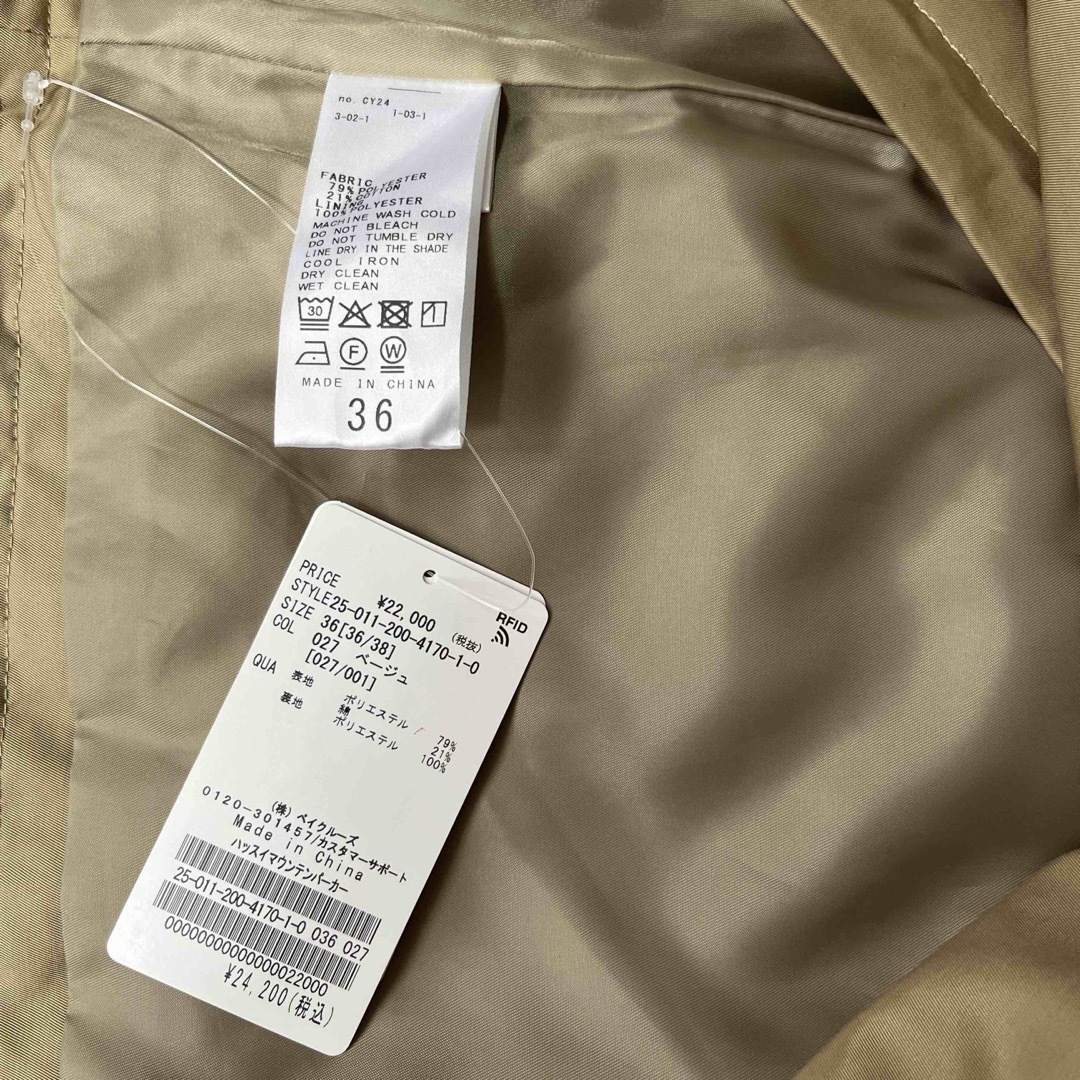 no. CY24
3-02-1 1-03-1
FABRIC
79% POLYESTER
21% COTTON
LINING
100% POLYESTER
MACHINE WASH COLD
DO NOT BLEACH
DO NOT TUMBLE DRY
LINE DRY IN THE SHADE
COOL IRON
DRY CLEAN
WET CLEAN
30
F W
MADE IN CHINA
36
RFID
PRICE ¥22,000 (税抜)
STYLE25-011-200-4170-1-0
SIZE 36[36/38]
COL 027 ベージュ
[027/001]
QUA 表地 ポリエステル 79%
綿 21%
裏地 ポリエステル 100%
(株) ベイクルーズ
0120-301457/カスタマーサポート
Made in China
ハッスイマウンテンパーカー
25-011-200-4170-1-0 036 027
0000000000000022000
¥24,200(税込)